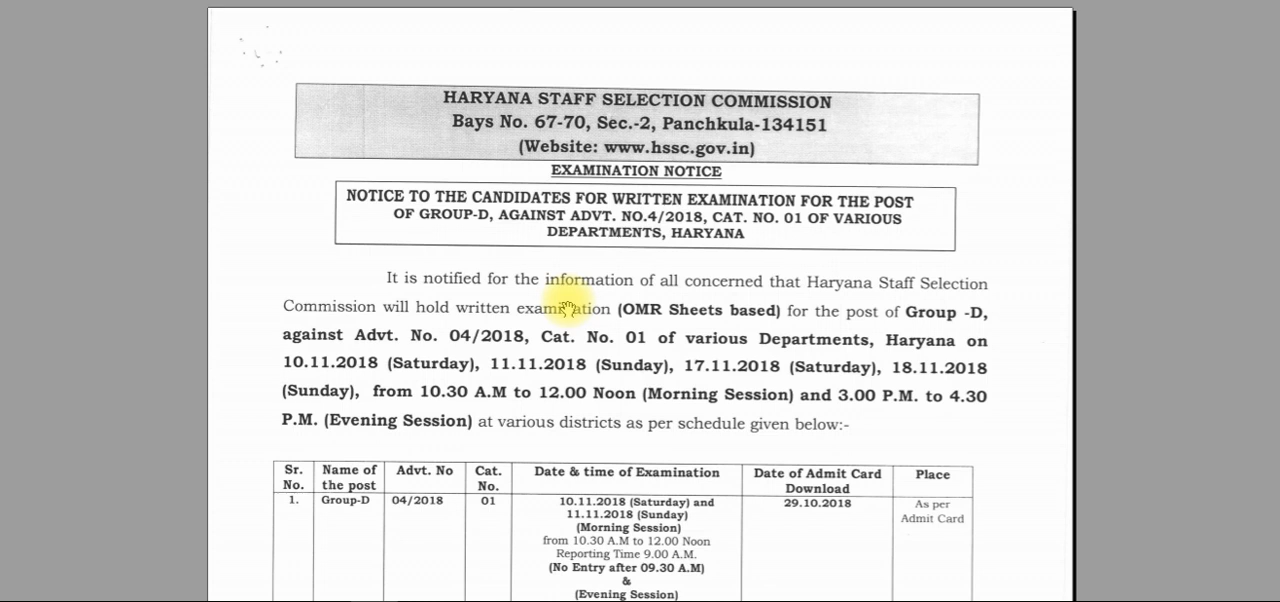 HARYANA STAFF SELECTION COMMISSION
Bays No. 67-70, Sec.-2, Panchkula-134151
(Website: www.hssc.gov.in)
EXAMINATION NOTICE
NOTICE TO THE CANDIDATES FOR WRITTEN EXAMINATION FOR THE POST
OF GROUP-D, AGAINST ADVT. NO.4/2018, CAT. NO. 01 OF VARIOUS
DEPARTMENTS, HARYANA
It is notified for the information of all concerned that Haryana Staff Selection
Commission will hold written examination (OMR Sheets based) for the post of Group -D,
against Advt. No. 04/2018, Cat. No. 01 of various Departments, Haryana on
10.11.2018 (Saturday), 11.11.2018 (Sunday), 17.11.2018 (Saturday), 18.11.2018
(Sunday), from 10.30 A.M to 12.00 Noon (Morning Session) and 3.00 P.M. to 4.30
P.M. (Evening Session) at various districts as per schedule given below:-
Sr. No. Name of the post Advt. No Cat. No. Date & time of Examination Date of Admit Card Download Place
1. Group-D 04/2018 01 10.11.2018 (Saturday) and 29.10.2018 As per
11.11.2018 (Sunday) Admit Card
(Morning Session)
from 10.30 A.M to 12.00 Noon
Reporting Time 9.00 A.M.
(No Entry after 09.30 A.M)
&
(Evening Session)